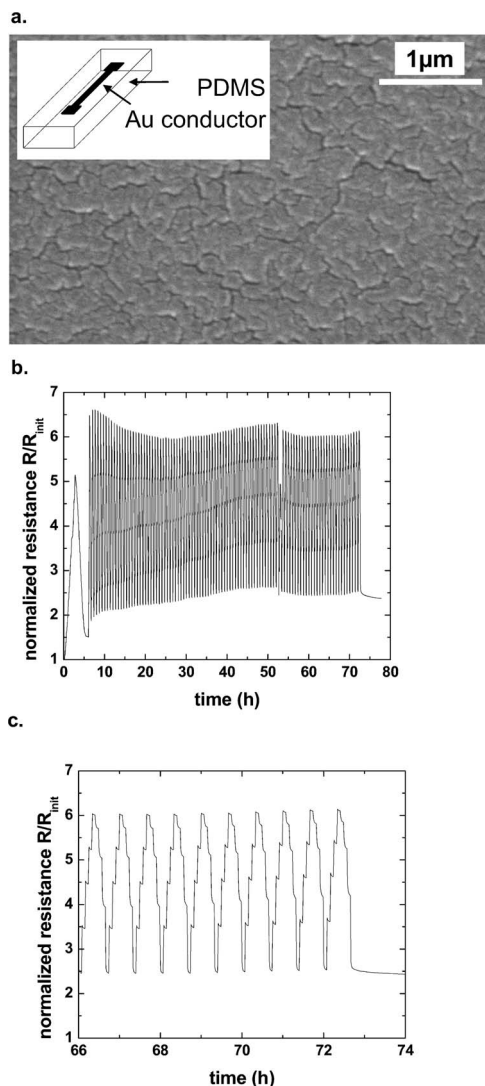 a.
1μm
PDMS
Au conductor
b.
7
6
5
4
3
2
1
normalized resistance R/R_init
0 10 20 30 40 50 60 70 80
time (h)
c.
7
6
5
4
3
2
1
normalized resistance R/R_init
66 68 70 72 74
time (h)